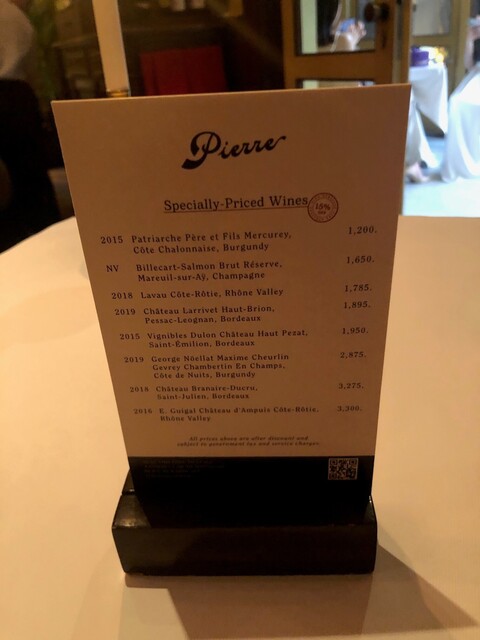 Pierre
Specially-Priced Wines
15%
2015 Patriarche Père et Fils Mercurey, 1,200.
Côte Chalonnaise, Burgundy
NV Billecart-Salmon Brut Réserve, 1,650.
Mareuil-sur-Aÿ, Champagne
2018 Lavau Côte-Rôtie, Rhône Valley 1,785.
2019 Château Larrivet Haut-Brion, 1,895.
Pessac-Leognan, Bordeaux
2015 Vignibles Dulon Château Haut Pezat, 1,950.
Saint-Émilion, Bordeaux
2019 George Nöellat Maxime Cheurlin 2,875.
Gevrey Chambertin En Champs,
Côte de Nuits, Burgundy
2018 Château Branaire-Ducru, 3,275.
Saint-Julien, Bordeaux
2016 E. Guigal Château d'Ampuis Côte-Rôtie, 3,300.
Rhône Valley
All prices above are after discount and
subject to government tax and service charges.